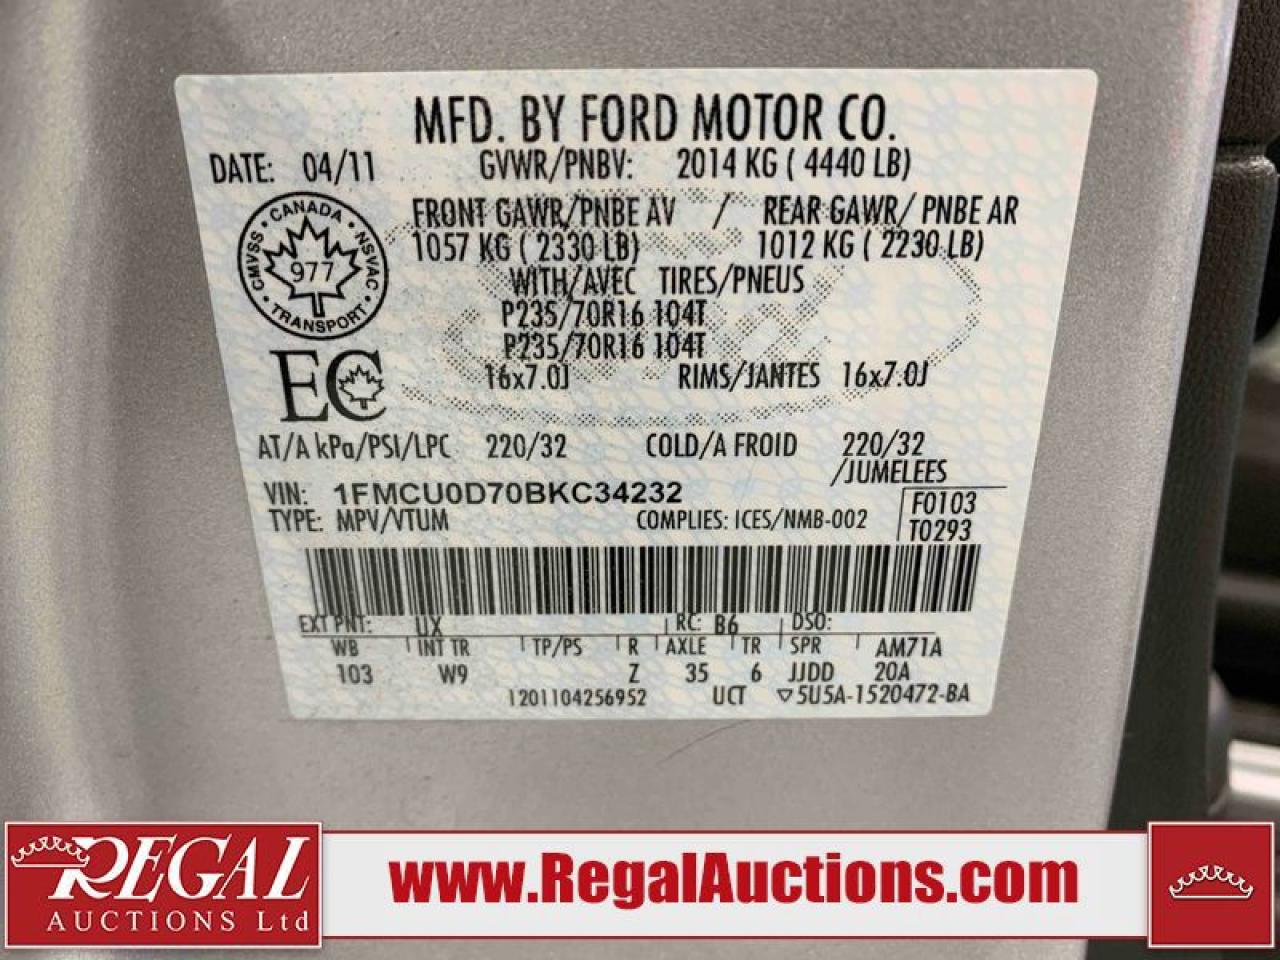 MFD. BY FORD MOTOR CO.
DATE: 04/11 GVWR/PNBV: 2014 KG ( 4440 LB)
FRONT GAWR/PNBE AV / REAR GAWR/ PNBE AR
1057 KG ( 2330 LB) 1012 KG ( 2230 LB)
WITH/AVEC TIRES/PNEUS
P235/70R16 104T
P235/70R16 104T
16x7.0J RIMS/JANTES 16x7.0J
CANADA
CMVSS 977 NSVAC
TRANSPORT
EC
AT/A kPa/PSI/LPC 220/32 COLD/A FROID 220/32
/JUMELEES
VIN: 1FMCU0D70BKC34232 F0103
TYPE: MPV/VTUM COMPLIES: ICES/NMB-002 T0293
EXT PNT: UX RC: B6 DSO:
WB INT TR TP/PS R AXLE TR SPR AM71A
103 W9 Z 35 6 JJDD 20A
1201104256952 UCT ▽5U5A-1520472-BA
REGAL
AUCTIONS Ltd
www.RegalAuctions.com